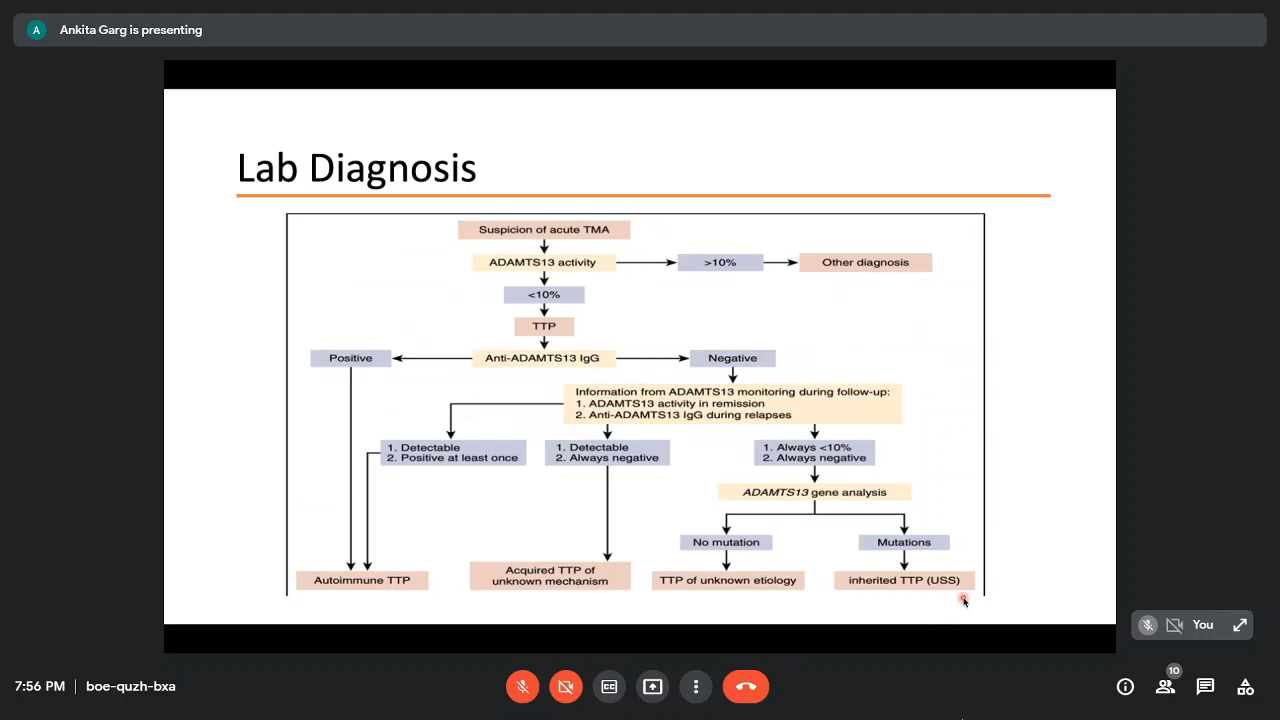 A Ankita Garg is presenting
Lab Diagnosis
Suspicion of acute TMA
ADAMTS13 activity
>10%
Other diagnosis
<10%
TTP
Positive
Anti-ADAMTS13 IgG
Negative
Information from ADAMTS13 monitoring during follow-up:
1. ADAMTS13 activity in remission
2. Anti-ADAMTS13 IgG during relapses
1. Detectable
2. Positive at least once
1. Detectable
2. Always negative
1. Always <10%
2. Always negative
ADAMTS13 gene analysis
No mutation
Mutations
Autoimmune TTP
Acquired TTP of
unknown mechanism
TTP of unknown etiology
inherited TTP (USS)
You
7:56 PM | boe-quzh-bxa
CC
10